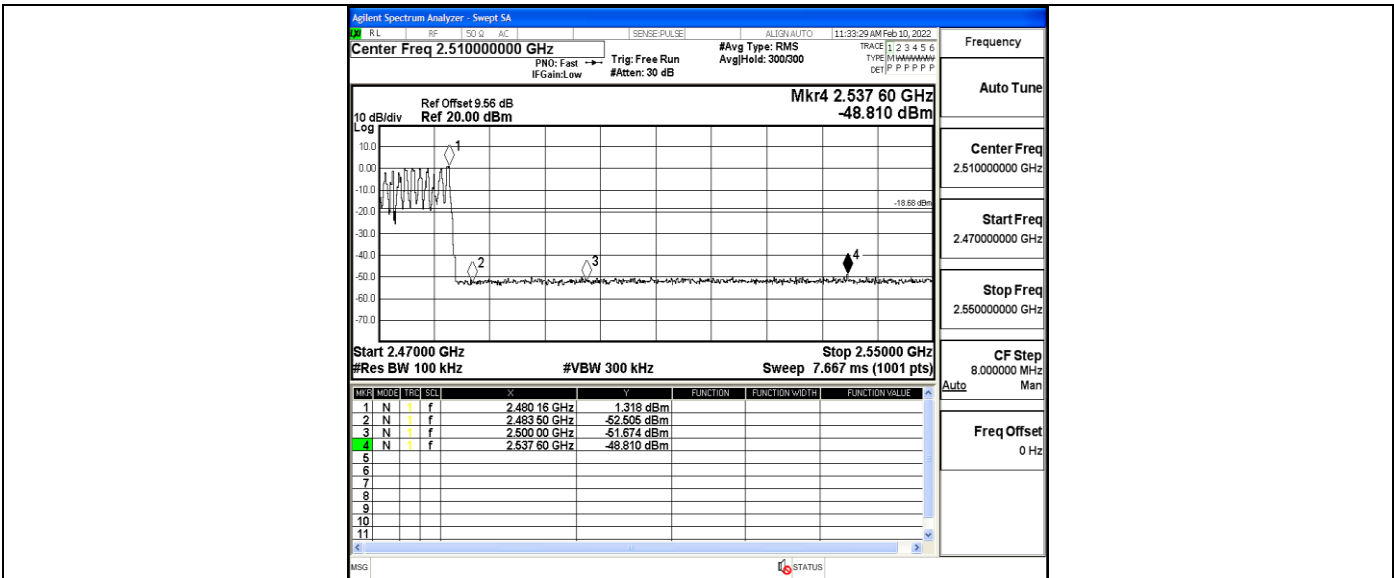 Agilent Spectrum Analyzer - Swept SA
LXI RL RF 50 Ω AC SENSE:PULSE ALIGN AUTO 11:33:29 AM Feb 10, 2022
Center Freq 2.510000000 GHz
PNO: Fast
IFGain:Low
Trig: Free Run
#Atten: 30 dB
#Avg Type: RMS
Avg|Hold: 300/300
TRACE 1 2 3 4 5 6
TYPE M WWWWW
DET P P P P P P
Mkr4 2.537 60 GHz
-48.810 dBm
Ref Offset 9.56 dB
10 dB/div Ref 20.00 dBm
Log
10.0
0.00
-10.0
-20.0
-30.0
-40.0
-50.0
-60.0
-70.0
1
2
3
4
-18.68 dBm
Start 2.47000 GHz Stop 2.55000 GHz
#Res BW 100 kHz #VBW 300 kHz Sweep 7.667 ms (1001 pts)
MKR MODE TRC SCL X Y FUNCTION FUNCTION WIDTH FUNCTION VALUE
1 N 1 f 2.480 16 GHz 1.318 dBm
2 N 1 f 2.483 50 GHz -52.505 dBm
3 N 1 f 2.500 00 GHz -51.674 dBm
4 N 1 f 2.537 60 GHz -48.810 dBm
5
6
7
8
9
10
11
MSG STATUS
Frequency
Auto Tune
Center Freq
2.510000000 GHz
Start Freq
2.470000000 GHz
Stop Freq
2.550000000 GHz
CF Step
8.000000 MHz
Auto Man
Freq Offset
0 Hz